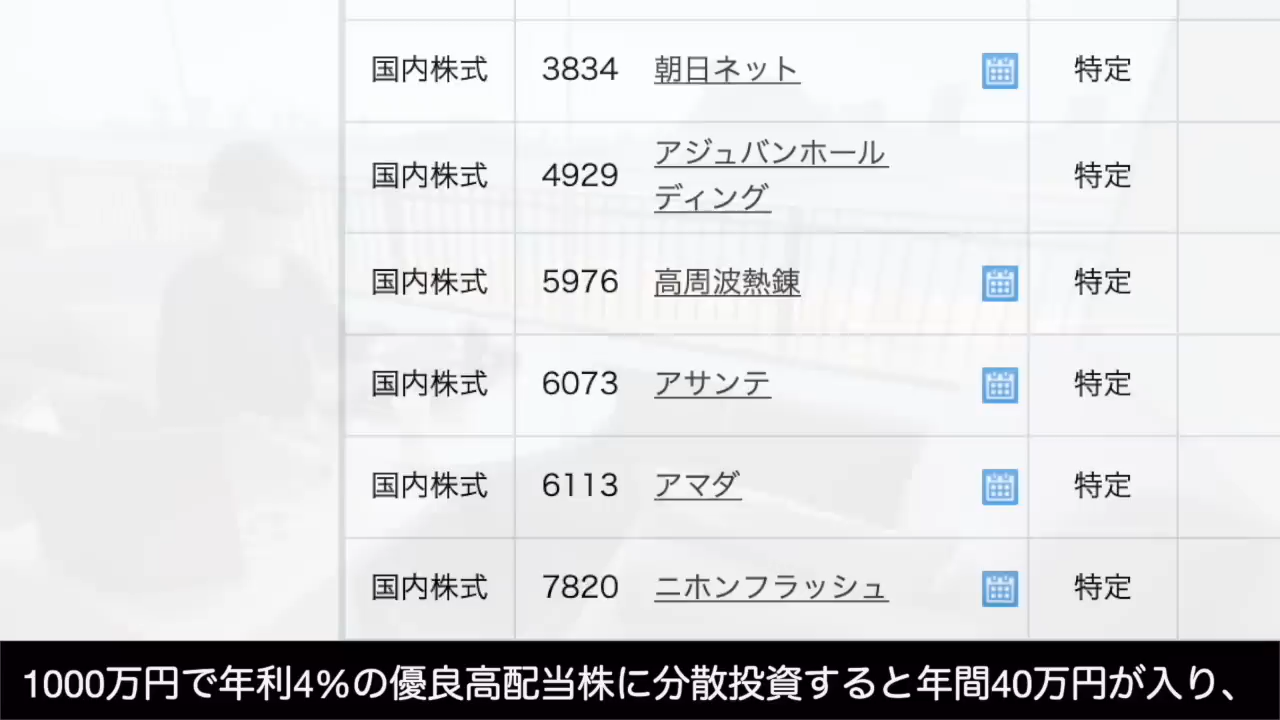 国内株式 3834 朝日ネット 特定
国内株式 4929 アジュバンホール
ディング 特定
国内株式 5976 高周波熱錬 特定
国内株式 6073 アサンテ 特定
国内株式 6113 アマダ 特定
国内株式 7820 ニホンフラッシュ 特定
1000万円で年利4%の優良高配当株に分散投資すると年間40万円が入り、